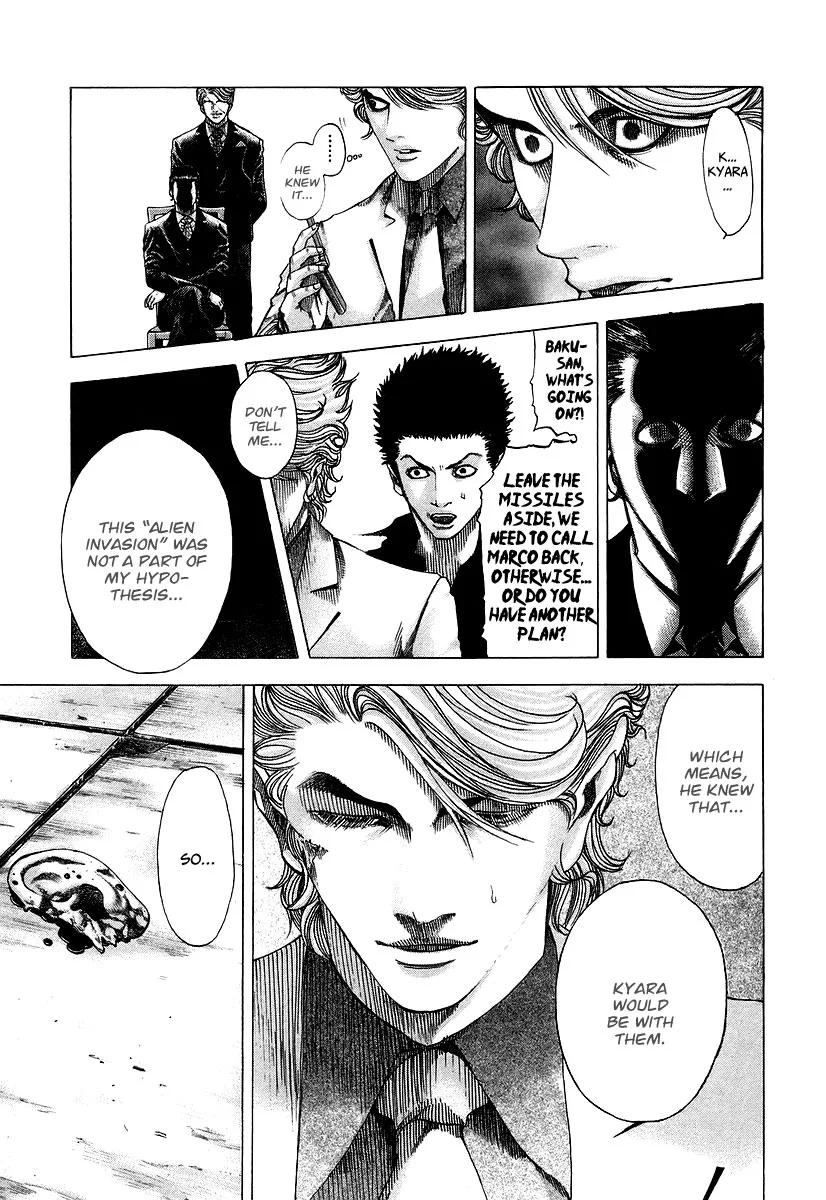 K...
KYARA
...
......
HE
KNEW
IT...
BAKU-
SAN,
WHAT'S
GOING
ON?!
LEAVE THE
MISSILES
ASIDE, WE
NEED TO CALL
MARCO BACK,
OTHERWISE...
OR DO YOU
HAVE ANOTHER
PLAN?
DON'T
TELL
ME...
THIS "ALIEN
INVASION" WAS
NOT A PART OF
MY HYPO-
THESIS...
WHICH
MEANS,
HE KNEW
THAT...
KYARA
WOULD
BE WITH
THEM.
SO...